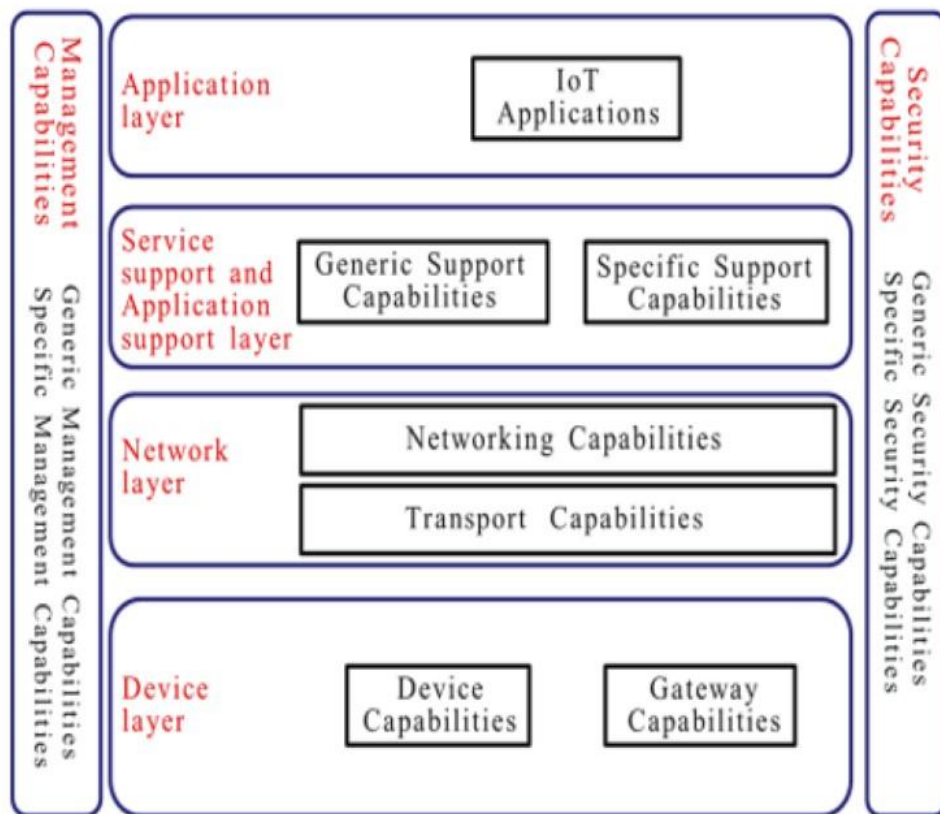 Management
Capabilities
Generic Management Capabilities
Specific Management Capabilities
Application
layer
IoT
Applications
Service
support and
Application
support layer
Generic Support
Capabilities
Specific Support
Capabilities
Network
layer
Networking Capabilities
Transport Capabilities
Device
layer
Device
Capabilities
Gateway
Capabilities
Security
Capabilities
Generic Security Capabilities
Specific Security Capabilities